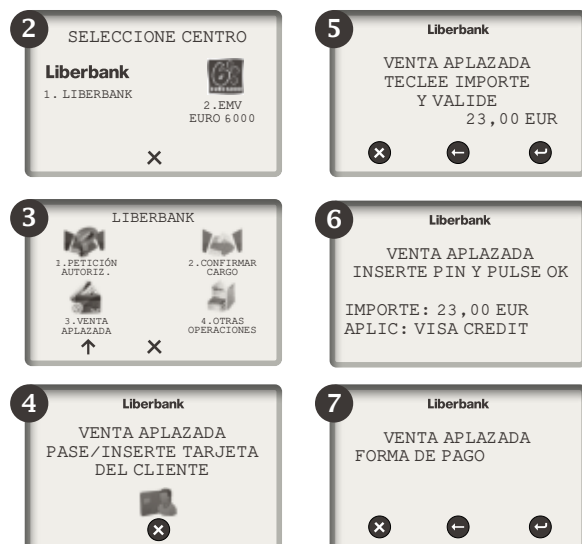 2
SELECCIONE CENTRO
Liberbank
1. LIBERBANK
2.EMV
EURO 6000
3
LIBERBANK
1.PETICIÓN
AUTORIZ.
2.CONFIRMAR
CARGO
3.VENTA
APLAZADA
4.OTRAS
OPERACIONES
4
Liberbank
VENTA APLAZADA
PASE/INSERTE TARJETA
DEL CLIENTE
5
Liberbank
VENTA APLAZADA
TECLEE IMPORTE
Y VALIDE
23,00 EUR
6
Liberbank
VENTA APLAZADA
INSERTE PIN Y PULSE OK
IMPORTE: 23,00 EUR
APLIC: VISA CREDIT
7
Liberbank
VENTA APLAZADA
FORMA DE PAGO